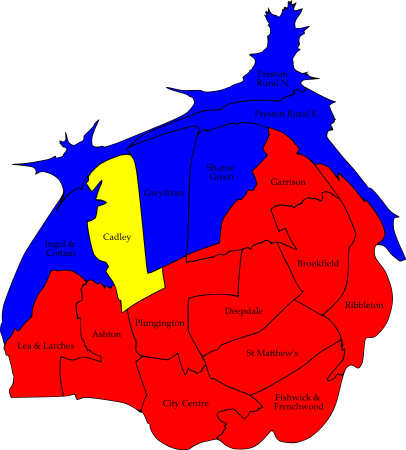 Preston
Rural N.
Preston Rural E.
Sharoe
Green
Greyfriars
Garrison
Cadley
Ingol &
Cottam
Brookfield
Ribbleton
Deepdale
Plungington
Ashton
Lea & Larches
St Matthew's
City Centre
Fishwick &
Frenchwood